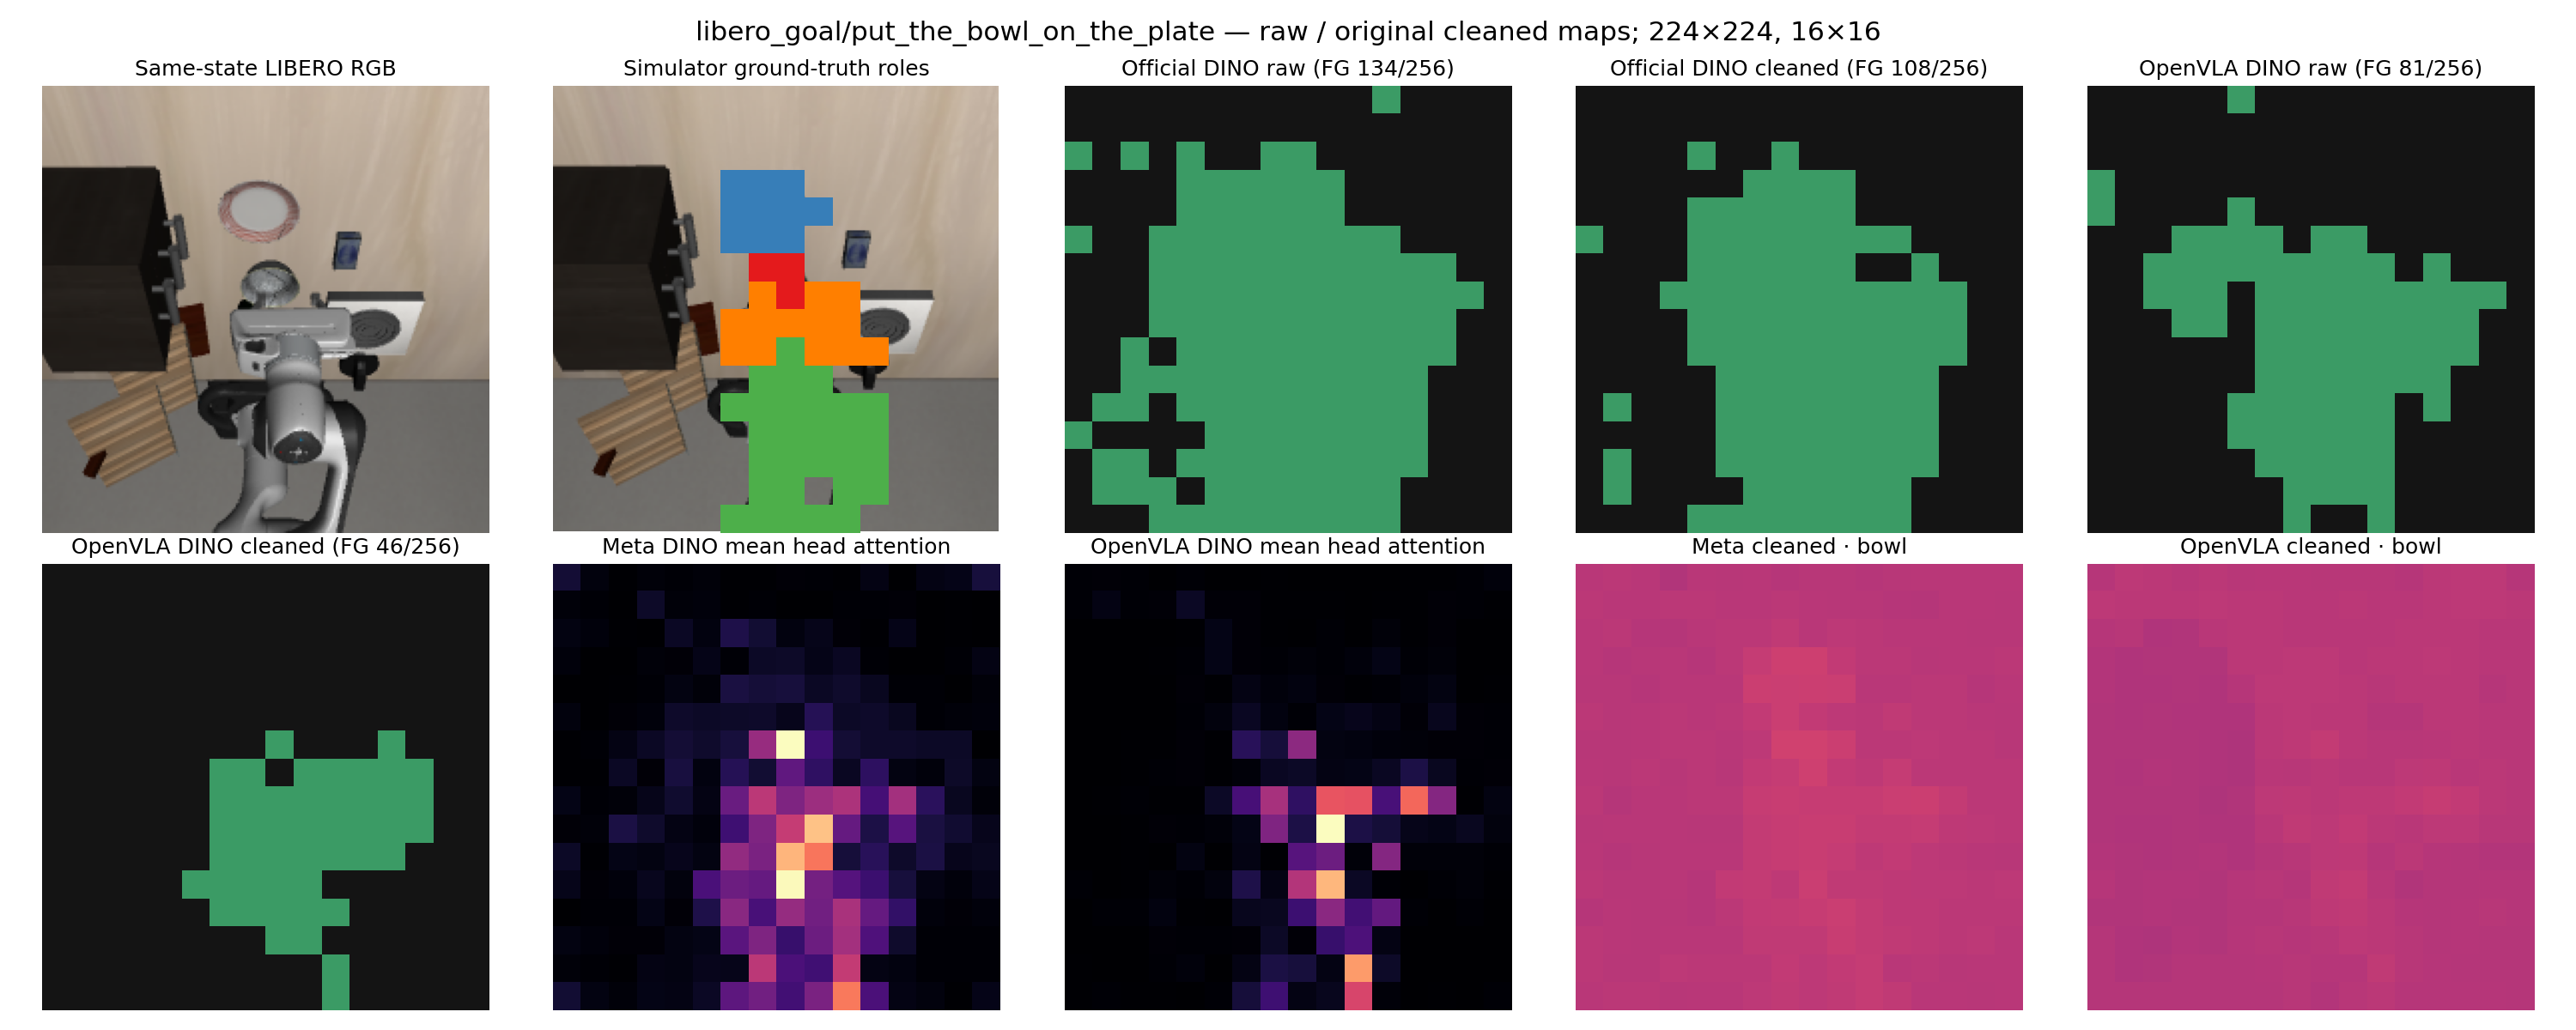 libero_goal/put_the_bowl_on_the_plate — raw / original cleaned maps; 224×224, 16×16
Same-state LIBERO RGB
Simulator ground-truth roles
Official DINO raw (FG 134/256)
Official DINO cleaned (FG 108/256)
OpenVLA DINO raw (FG 81/256)
OpenVLA DINO cleaned (FG 46/256)
Meta DINO mean head attention
OpenVLA DINO mean head attention
Meta cleaned · bowl
OpenVLA cleaned · bowl